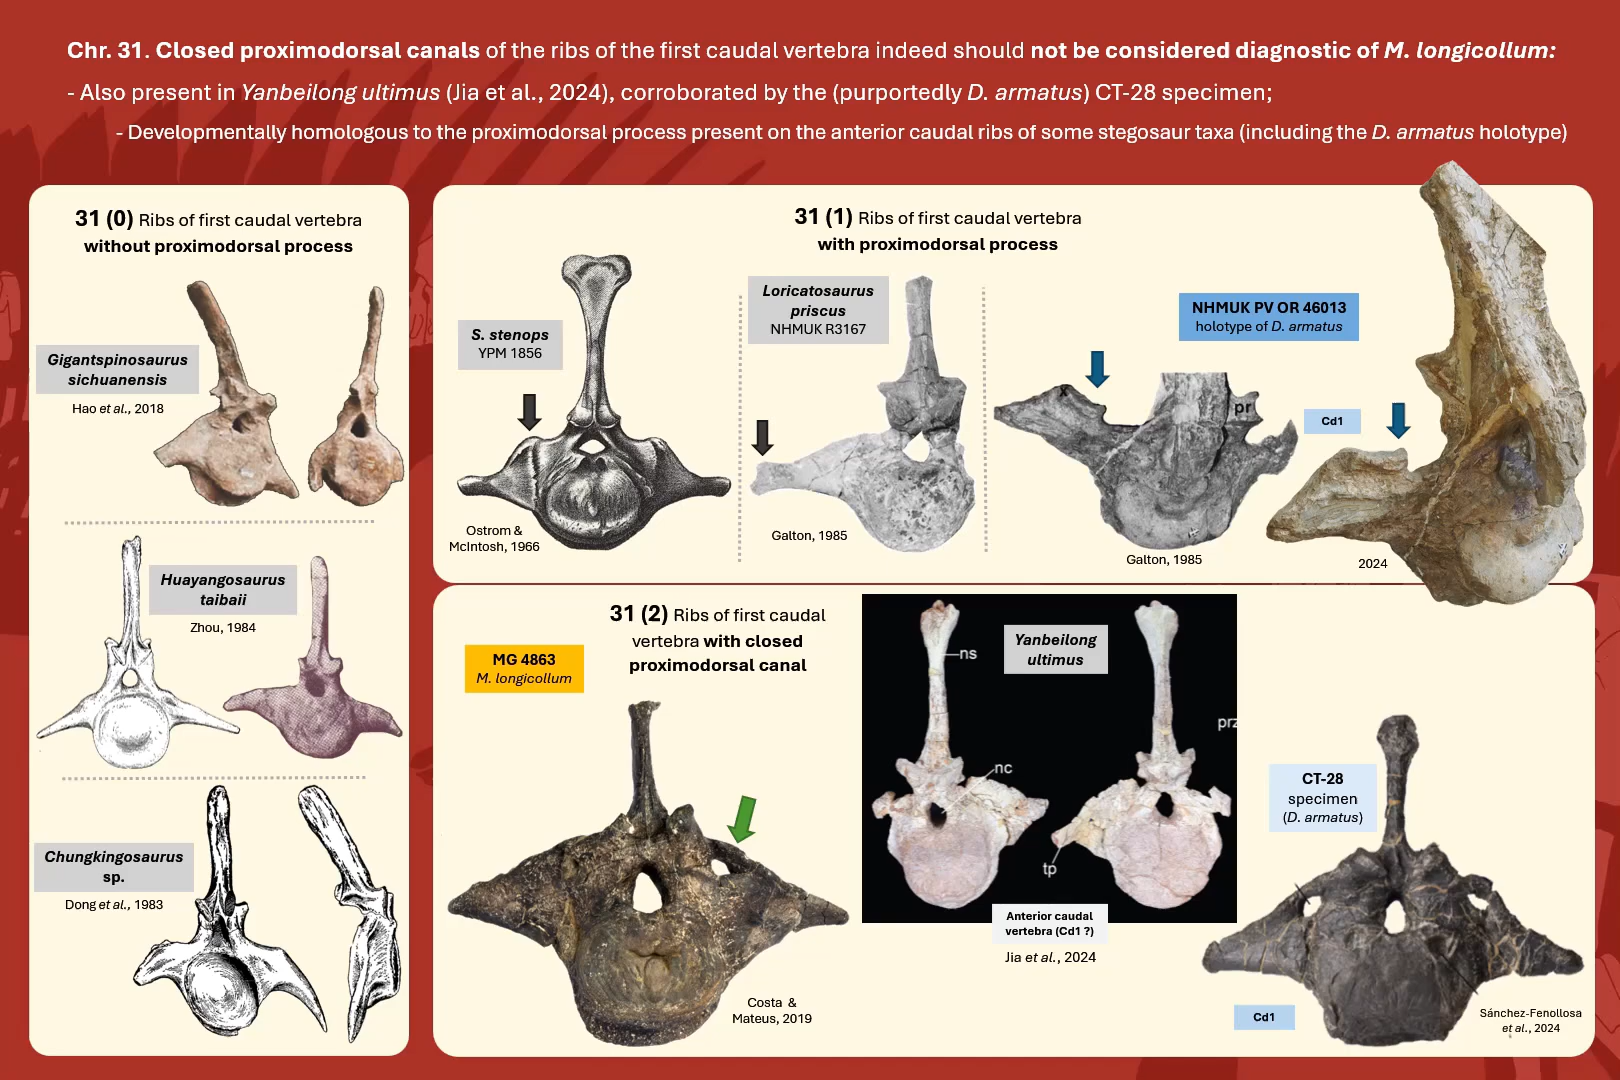 Chr. 31. Closed proximodorsal canals of the ribs of the first caudal vertebra indeed should not be considered diagnostic of M. longicollum:
- Also present in Yanbeilong ultimus (Jia et al., 2024), corroborated by the (purportedly D. armatus) CT-28 specimen;
- Developmentally homologous to the proximodorsal process present on the anterior caudal ribs of some stegosaur taxa (including the D. armatus holotype)
31 (0) Ribs of first caudal vertebra
without proximodorsal process
Gigantspinosaurus
sichuanensis
Hao et al., 2018
Huayangosaurus
taibaii
Zhou, 1984
Chungkingosaurus
sp.
Dong et al., 1983
31 (1) Ribs of first caudal vertebra
with proximodorsal process
S. stenops
YPM 1856
Ostrom &
McIntosh, 1966
Loricatosaurus
priscus
NHMUK R3167
Galton, 1985
NHMUK PV OR 46013
holotype of D. armatus
x
pr
Galton, 1985
Cd1
2024
31 (2) Ribs of first caudal
vertebra with closed
proximodorsal canal
MG 4863
M. longicollum
Costa &
Mateus, 2019
Yanbeilong
ultimus
ns
nc
tp
prz
Anterior caudal
vertebra (Cd1 ?)
Jia et al., 2024
CT-28
specimen
(D. armatus)
Cd1
Sánchez-Fenollosa
et al., 2024